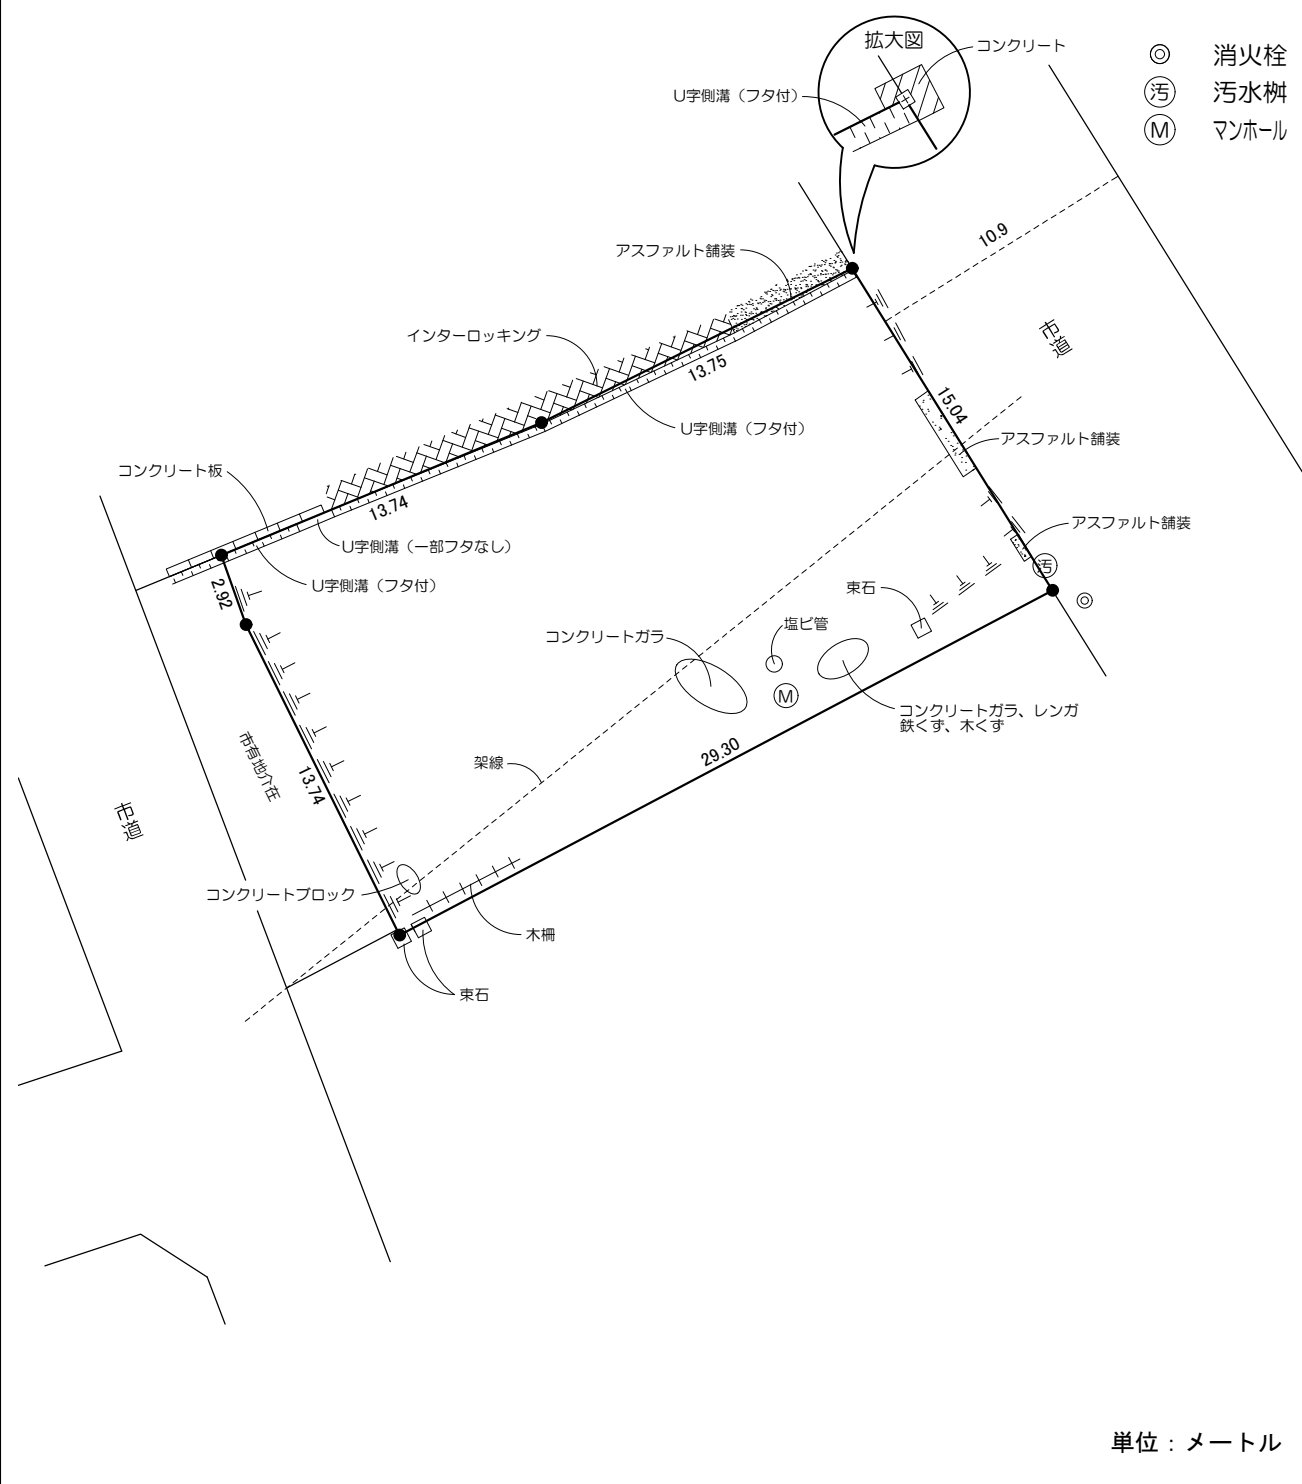 拡大図
コンクリート
U字側溝（フタ付）
◎ 消火栓
汚 汚水桝
M マンホール
アスファルト舗装
10.9
市道
インターロッキング
13.75
U字側溝（フタ付）
15.04
アスファルト舗装
コンクリート板
13.74
U字側溝（一部フタなし）
U字側溝（フタ付）
2.92
アスファルト舗装
汚
束石
塩ビ管
コンクリートガラ
M
コンクリートガラ、レンガ
鉄くず、木くず
29.30
架線
市有地介在
13.74
市道
コンクリートブロック
木柵
束石
単位：メートル